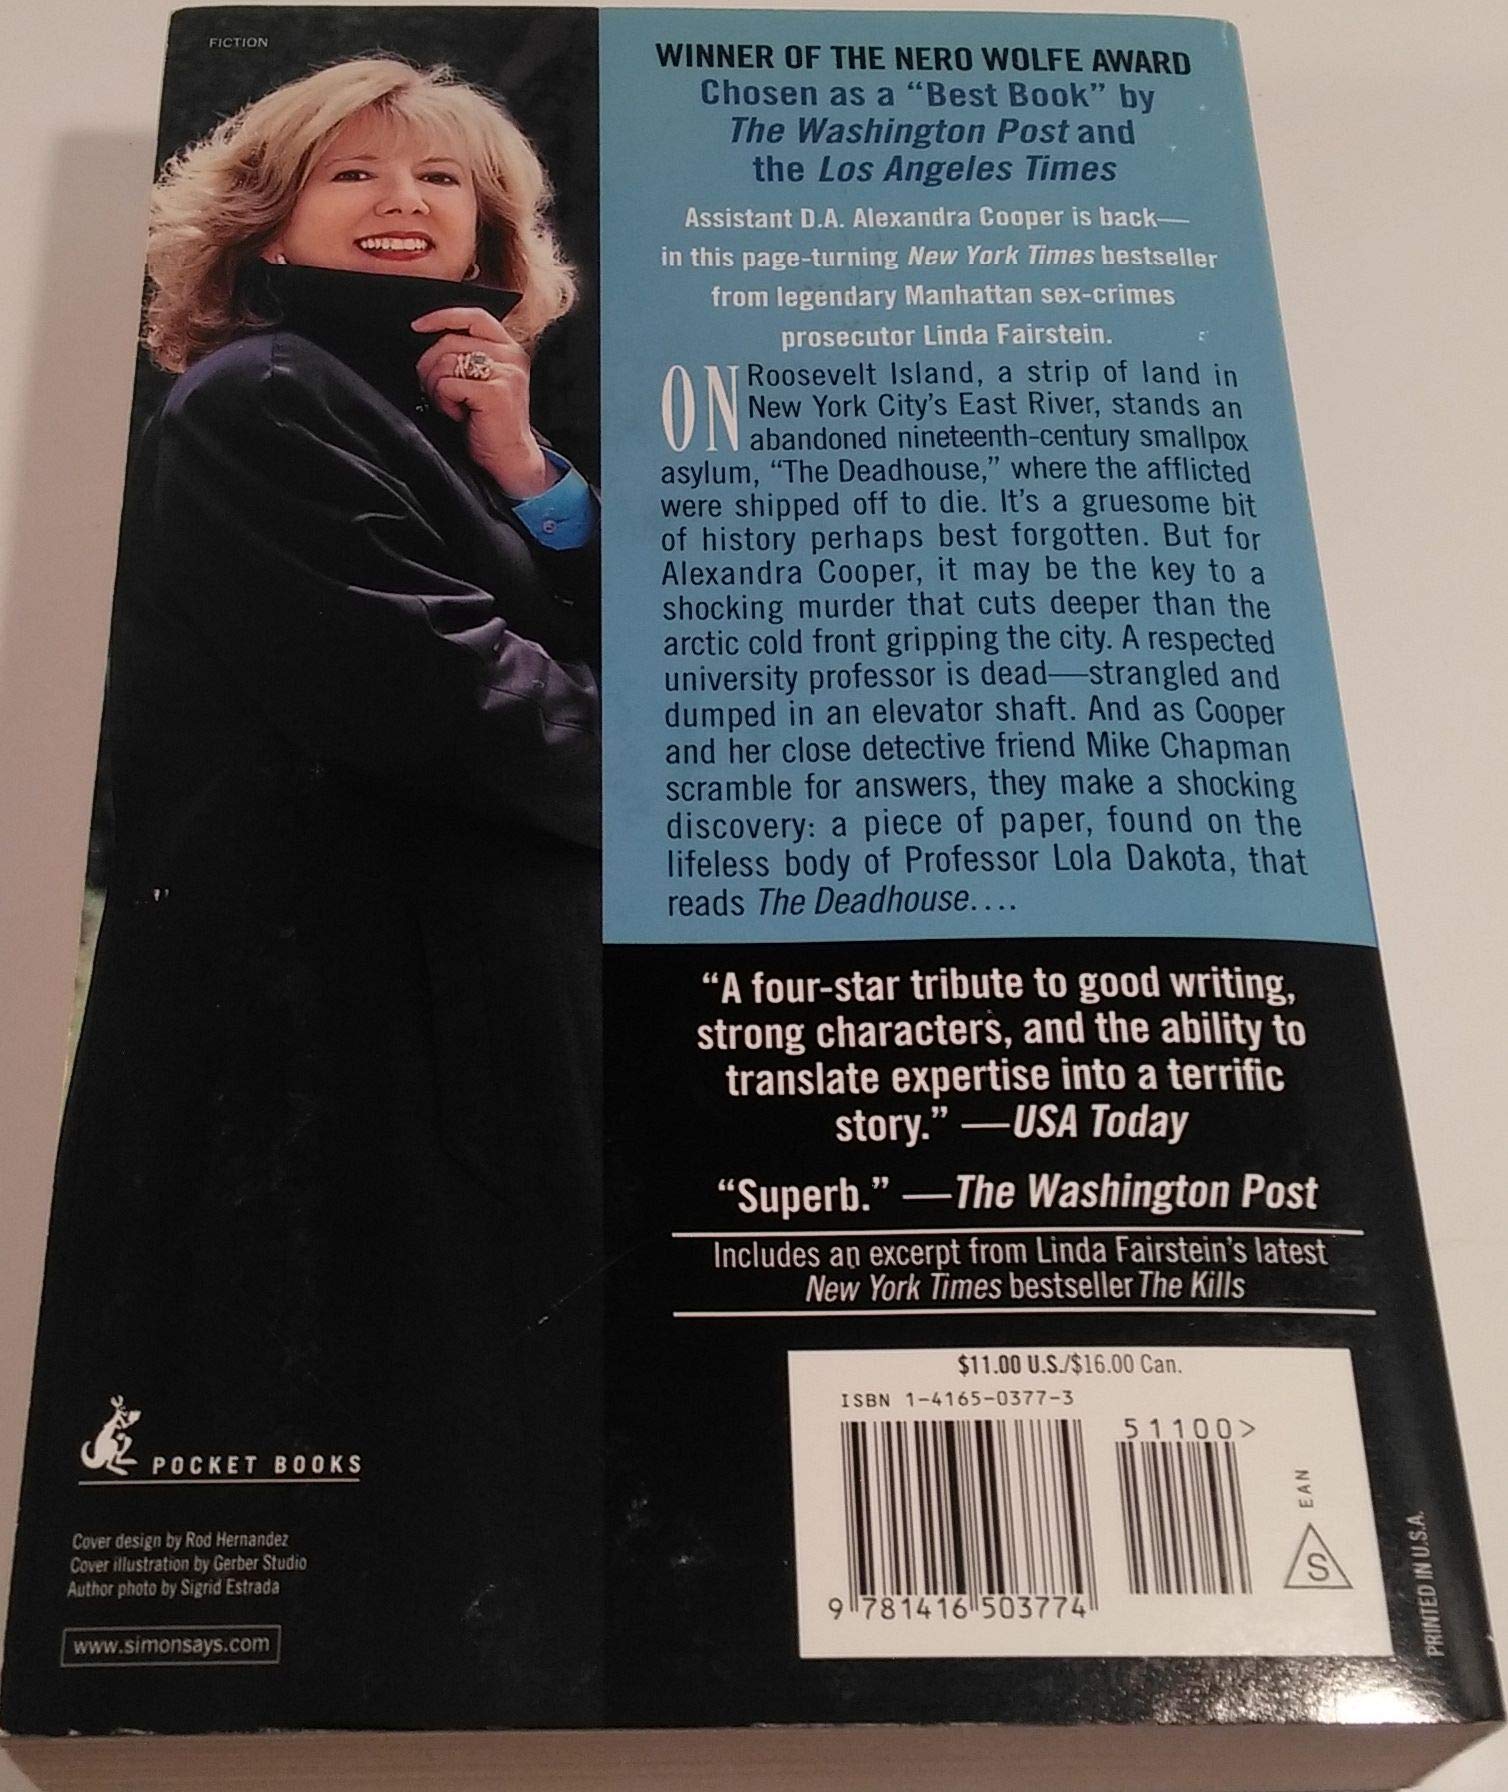 FICTION
WINNER OF THE NERO WOLFE AWARD
Chosen as a “Best Book” by
The Washington Post and
the Los Angeles Times
Assistant D.A. Alexandra Cooper is back—
in this page-turning New York Times bestseller
from legendary Manhattan sex-crimes
prosecutor Linda Fairstein.
ON Roosevelt Island, a strip of land in
New York City’s East River, stands an
abandoned nineteenth-century smallpox
asylum, “The Deadhouse,” where the afflicted
were shipped off to die. It’s a gruesome bit
of history perhaps best forgotten. But for
Alexandra Cooper, it may be the key to a
shocking murder that cuts deeper than the
arctic cold front gripping the city. A respected
university professor is dead—strangled and
dumped in an elevator shaft. And as Cooper
and her close detective friend Mike Chapman
scramble for answers, they make a shocking
discovery: a piece of paper, found on the
lifeless body of Professor Lola Dakota, that
reads The Deadhouse....
“A four-star tribute to good writing,
strong characters, and the ability to
translate expertise into a terrific
story.” —USA Today
“Superb.” —The Washington Post
Includes an excerpt from Linda Fairstein’s latest
New York Times bestseller The Kills
$11.00 U.S./$16.00 Can.
ISBN 1-4165-0377-3
51100>
9 781416 503774
EAN
S
PRINTED IN U.S.A.
POCKET BOOKS
Cover design by Rod Hernandez
Cover illustration by Gerber Studio
Author photo by Sigrid Estrada
www.simonsays.com